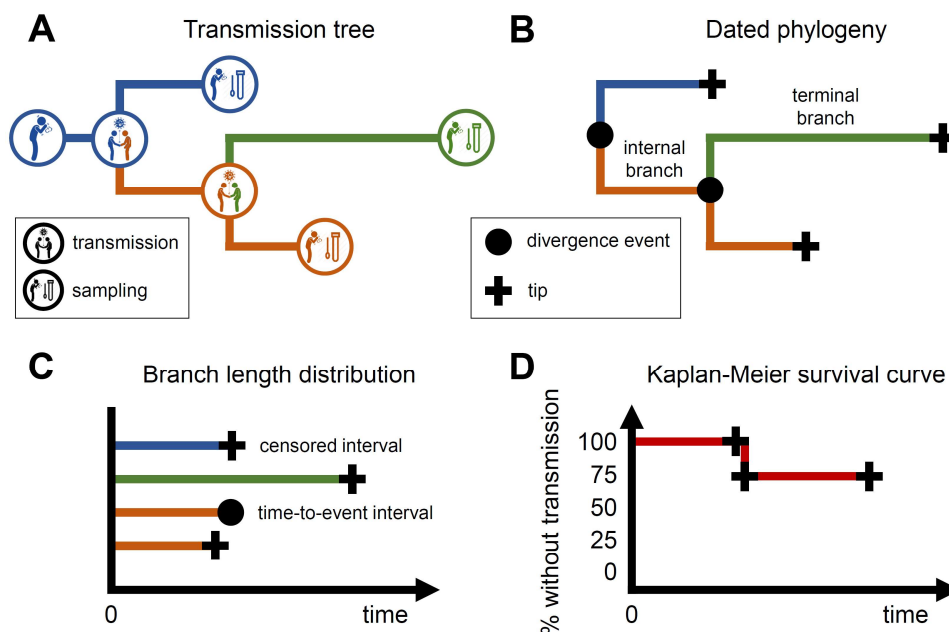 A
Transmission tree
transmission
sampling
B
Dated phylogeny
terminal
branch
internal
branch
divergence event
tip
C
Branch length distribution
censored interval
time-to-event interval
0
time
D
Kaplan-Meier survival curve
% without transmission
100
75
50
25
0
0
time